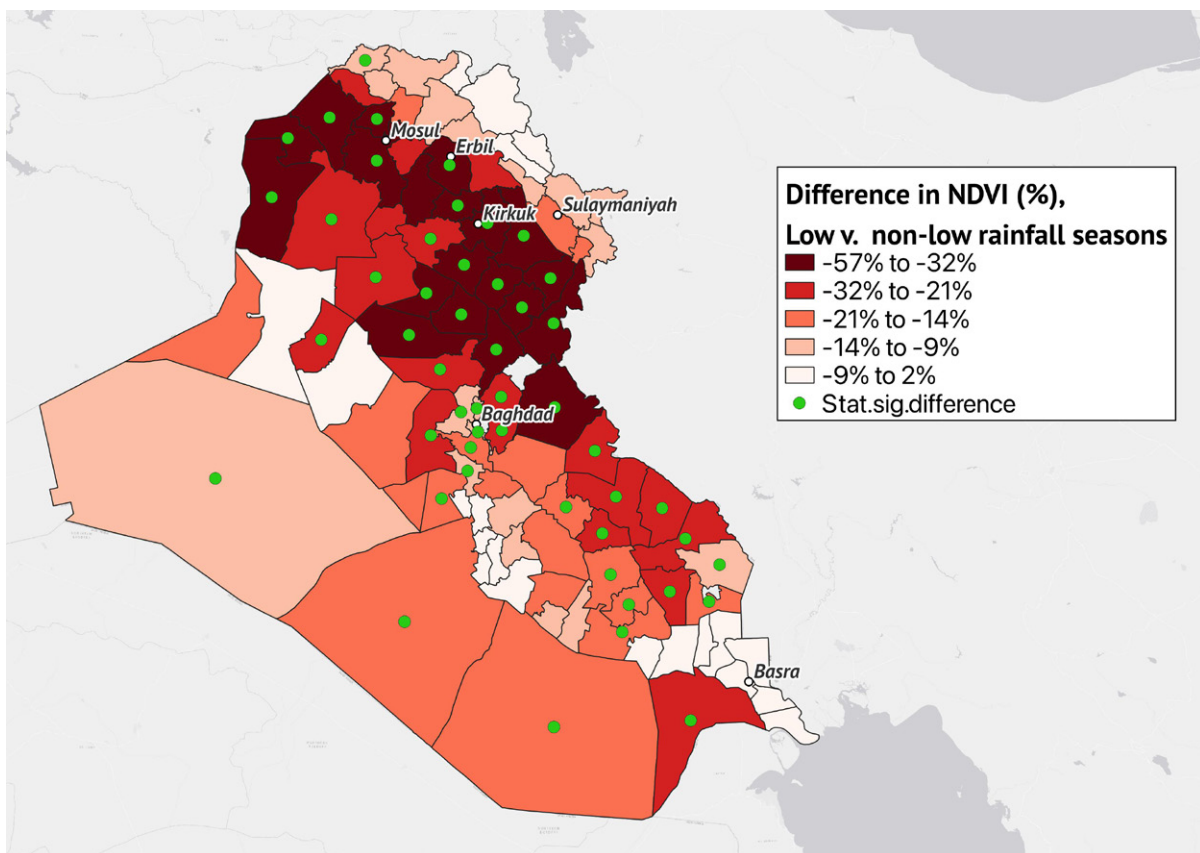 Mosul
Erbil
Kirkuk
Sulaymaniyah
Baghdad
Basra
Difference in NDVI (%),
Low v. non-low rainfall seasons
-57% to -32%
-32% to -21%
-21% to -14%
-14% to -9%
-9% to 2%
Stat.sig.difference